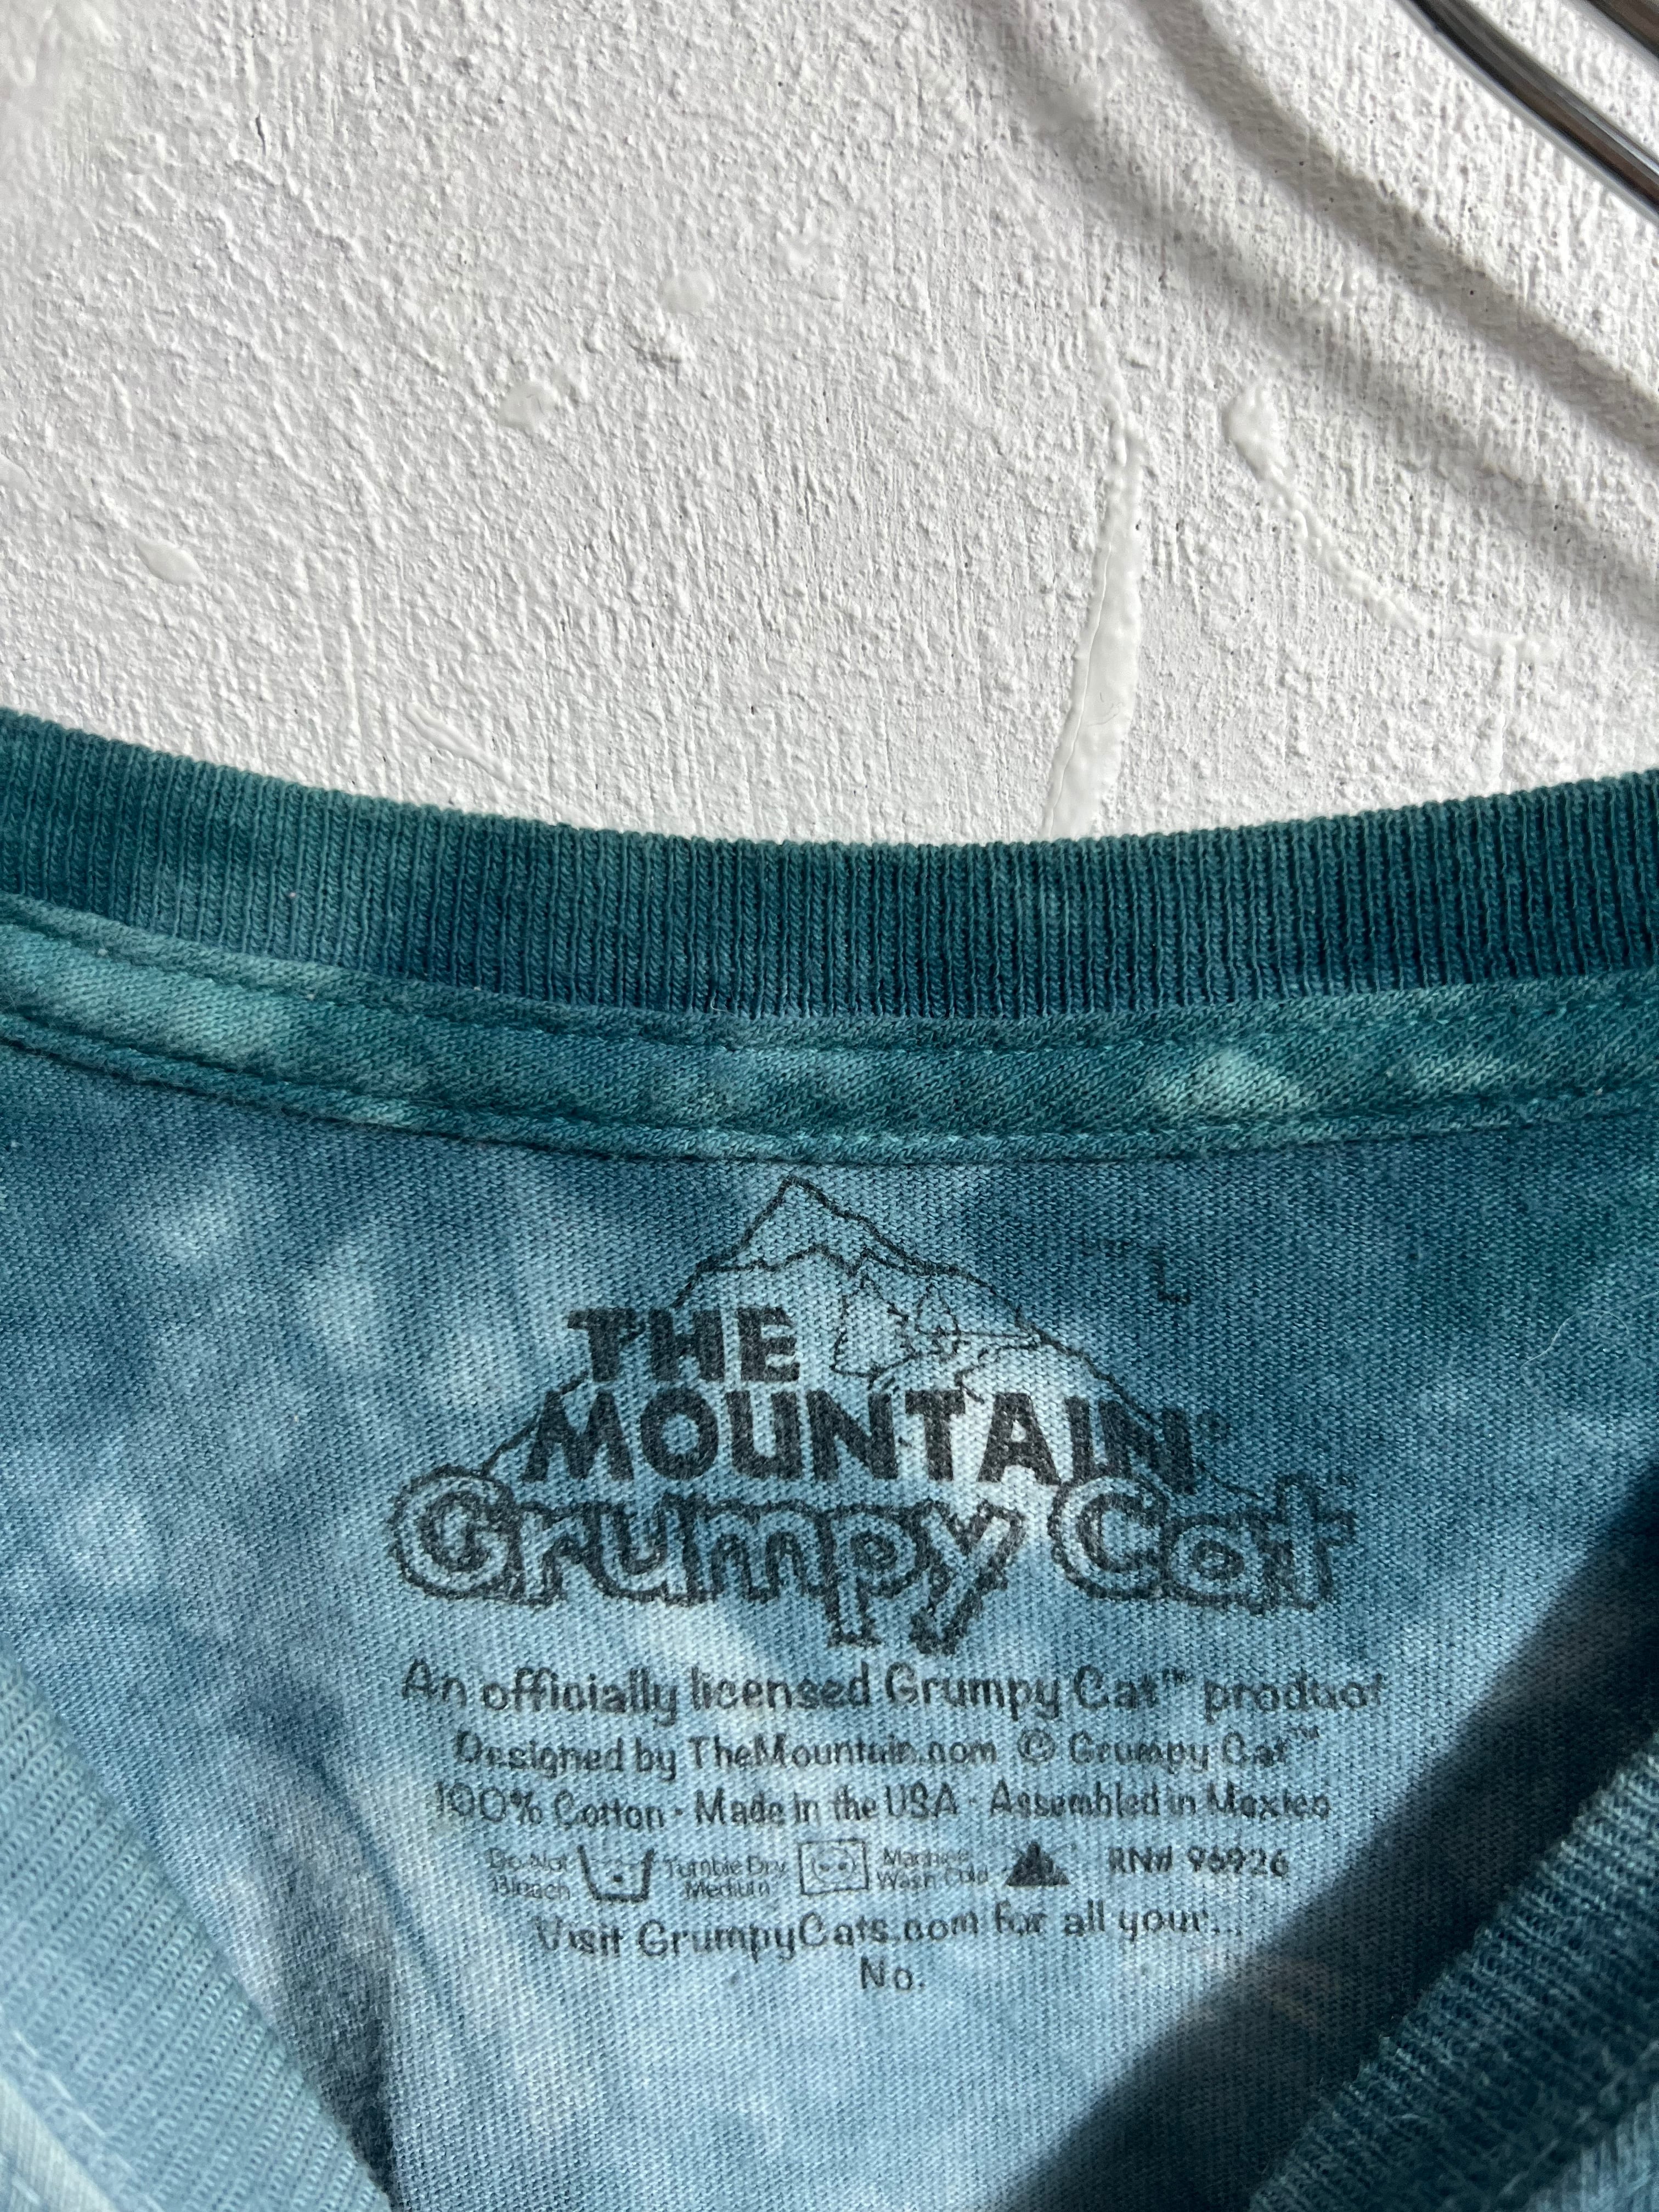 L
THE
MOUNTAIN®
Grumpy Cat™
An officially licensed Grumpy Cat™ product
Designed by TheMountain.com © Grumpy Cat™
100% Cotton · Made in the USA · Assembled in Mexico
Do Not Bleach Tumble Dry Medium Machine Wash Cold RN# 96926
Visit GrumpyCats.com for all your...
No.